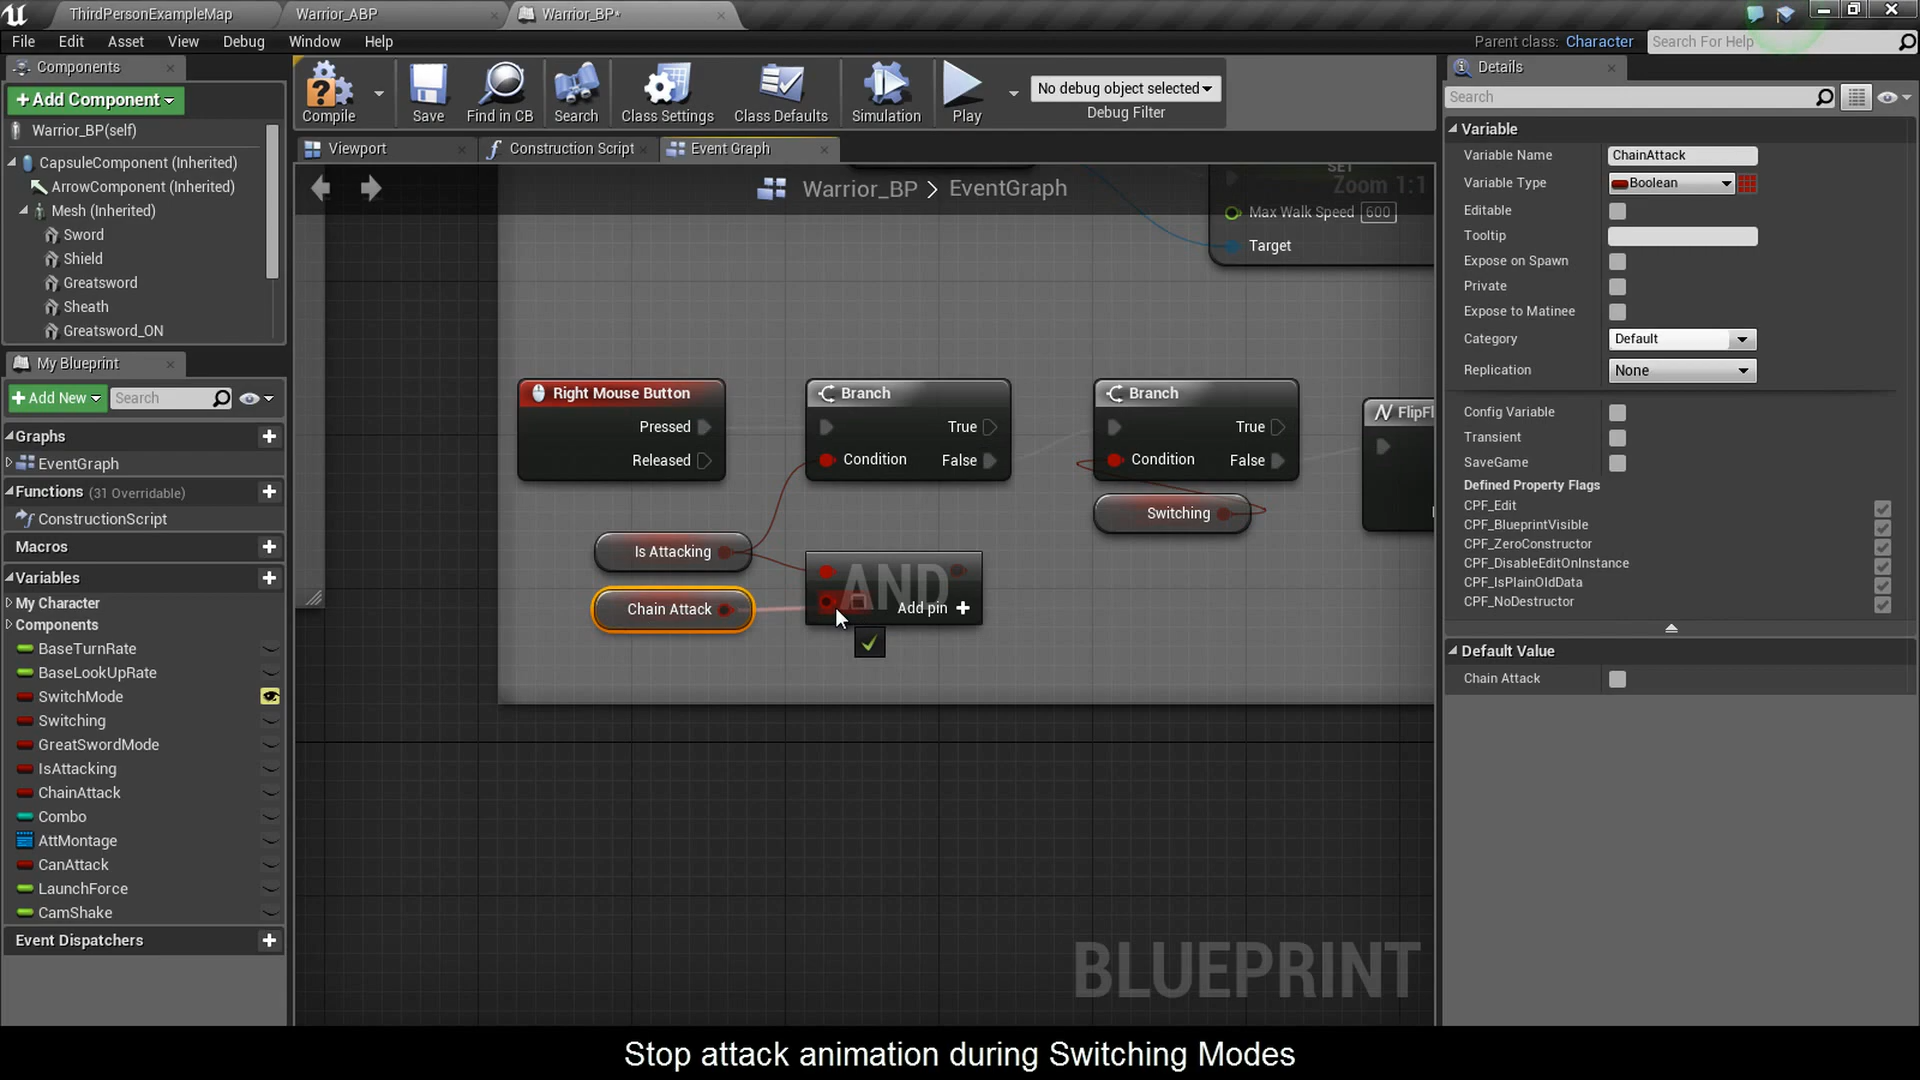 ThirdPersonExampleMap
Warrior_ABP
Warrior_BP*
File Edit Asset View Debug Window Help
Parent class: Character
Search For Help
Components
+Add Component
Warrior_BP(self)
CapsuleComponent (Inherited)
ArrowComponent (Inherited)
Mesh (Inherited)
Sword
Shield
Greatsword
Sheath
Greatsword_ON
My Blueprint
+Add New
Search
Graphs
EventGraph
Functions (31 Overridable)
ConstructionScript
Macros
Variables
My Character
Components
BaseTurnRate
BaseLookUpRate
SwitchMode
Switching
GreatSwordMode
IsAttacking
ChainAttack
Combo
AttMontage
CanAttack
LaunchForce
CamShake
Event Dispatchers
Compile
Save
Find in CB
Search
Class Settings
Class Defaults
Simulation
Play
No debug object selected
Debug Filter
Viewport
Construction Script
Event Graph
Warrior_BP > EventGraph
Zoom 1:1
SET
Max Walk Speed 600
Target
Right Mouse Button
Pressed
Released
Branch
True
Condition False
Branch
True
Condition False
FlipFl
Switching
Is Attacking
Chain Attack
AND
Add pin +
BLUEPRINT
Details
Search
Variable
Variable Name ChainAttack
Variable Type Boolean
Editable
Tooltip
Expose on Spawn
Private
Expose to Matinee
Category Default
Replication None
Config Variable
Transient
SaveGame
Defined Property Flags
CPF_Edit
CPF_BlueprintVisible
CPF_ZeroConstructor
CPF_DisableEditOnInstance
CPF_IsPlainOldData
CPF_NoDestructor
Default Value
Chain Attack
Stop attack animation during Switching Modes